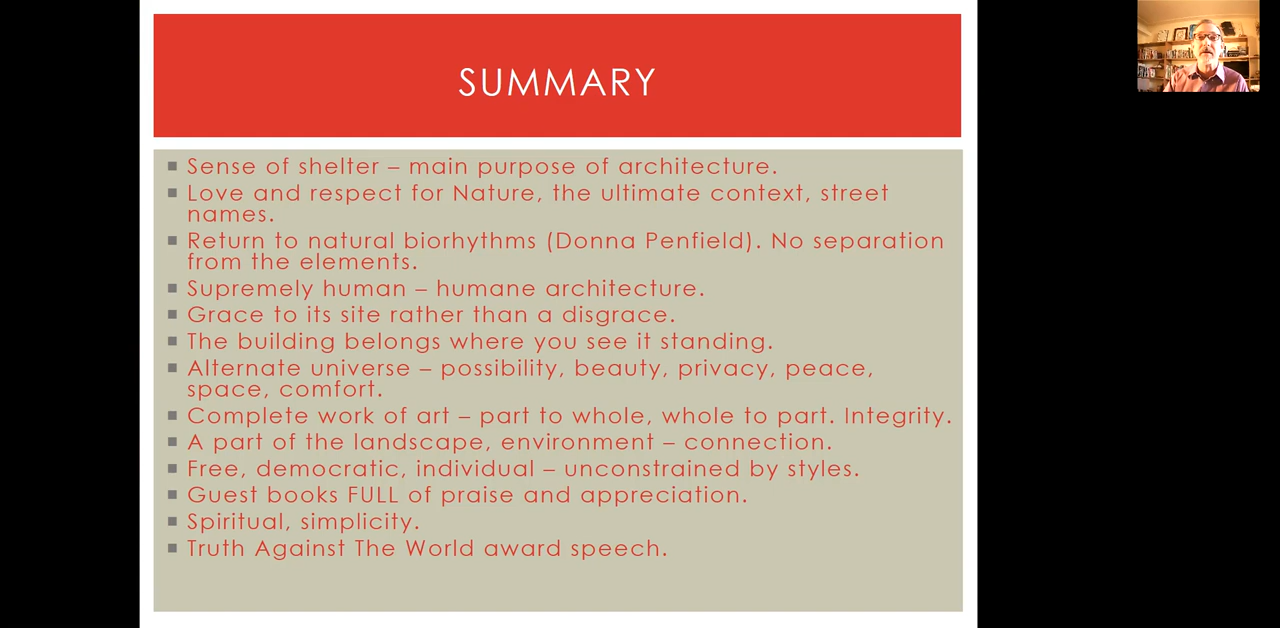 SUMMARY
Sense of shelter – main purpose of architecture.
Love and respect for Nature, the ultimate context, street
names.
Return to natural biorhythms (Donna Penfield). No separation
from the elements.
Supremely human – humane architecture.
Grace to its site rather than a disgrace.
The building belongs where you see it standing.
Alternate universe – possibility, beauty, privacy, peace,
space, comfort.
Complete work of art – part to whole, whole to part. Integrity.
A part of the landscape, environment – connection.
Free, democratic, individual – unconstrained by styles.
Guest books FULL of praise and appreciation.
Spiritual, simplicity.
Truth Against The World award speech.